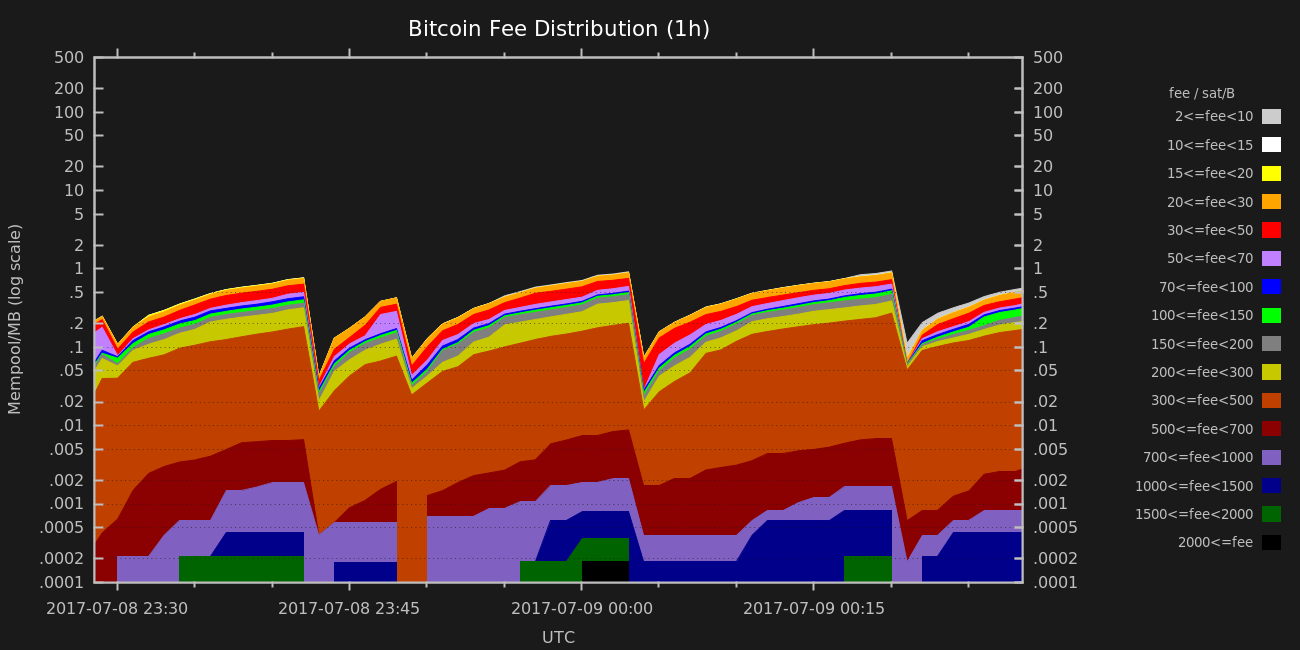 Bitcoin Fee Distribution (1h)
500
200
100
50
20
10
5
2
1
.5
.2
.1
.05
.02
.01
.005
.002
.001
.0005
.0002
.0001
Mempool/MB (log scale)
500
200
100
50
20
10
5
2
1
.5
.2
.1
.05
.02
.01
.005
.002
.001
.0005
.0002
.0001
2017-07-08 23:30
2017-07-08 23:45
2017-07-09 00:00
2017-07-09 00:15
UTC
fee / sat/B
2<=fee<10
10<=fee<15
15<=fee<20
20<=fee<30
30<=fee<50
50<=fee<70
70<=fee<100
100<=fee<150
150<=fee<200
200<=fee<300
300<=fee<500
500<=fee<700
700<=fee<1000
1000<=fee<1500
1500<=fee<2000
2000<=fee